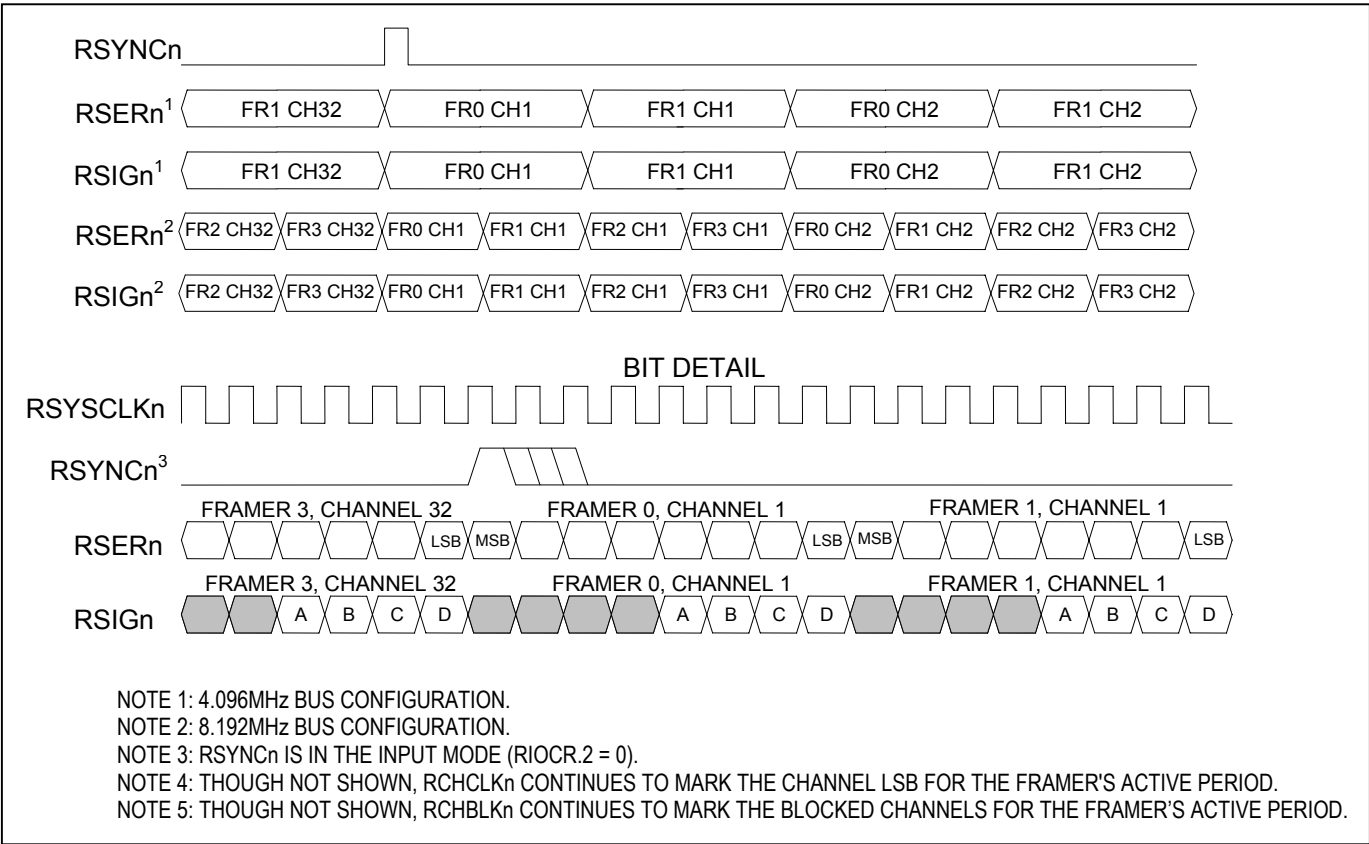 RSYNCn
RSERn1 FR1 CH32 FR0 CH1 FR1 CH1 FR0 CH2 FR1 CH2
RSIGn1 FR1 CH32 FR0 CH1 FR1 CH1 FR0 CH2 FR1 CH2
RSERn2 FR2 CH32 FR3 CH32 FR0 CH1 FR1 CH1 FR2 CH1 FR3 CH1 FR0 CH2 FR1 CH2 FR2 CH2 FR3 CH2
RSIGn2 FR2 CH32 FR3 CH32 FR0 CH1 FR1 CH1 FR2 CH1 FR3 CH1 FR0 CH2 FR1 CH2 FR2 CH2 FR3 CH2
BIT DETAIL
RSYSCLKn
RSYNCn3
FRAMER 3, CHANNEL 32 FRAMER 0, CHANNEL 1 FRAMER 1, CHANNEL 1
RSERn LSB MSB LSB MSB LSB
FRAMER 3, CHANNEL 32 FRAMER 0, CHANNEL 1 FRAMER 1, CHANNEL 1
RSIGn A B C D A B C D A B C D
NOTE 1: 4.096MHz BUS CONFIGURATION.
NOTE 2: 8.192MHz BUS CONFIGURATION.
NOTE 3: RSYNCn IS IN THE INPUT MODE (RIOCR.2 = 0).
NOTE 4: THOUGH NOT SHOWN, RCHCLKn CONTINUES TO MARK THE CHANNEL LSB FOR THE FRAMER'S ACTIVE PERIOD.
NOTE 5: THOUGH NOT SHOWN, RCHBLKn CONTINUES TO MARK THE BLOCKED CHANNELS FOR THE FRAMER’S ACTIVE PERIOD.